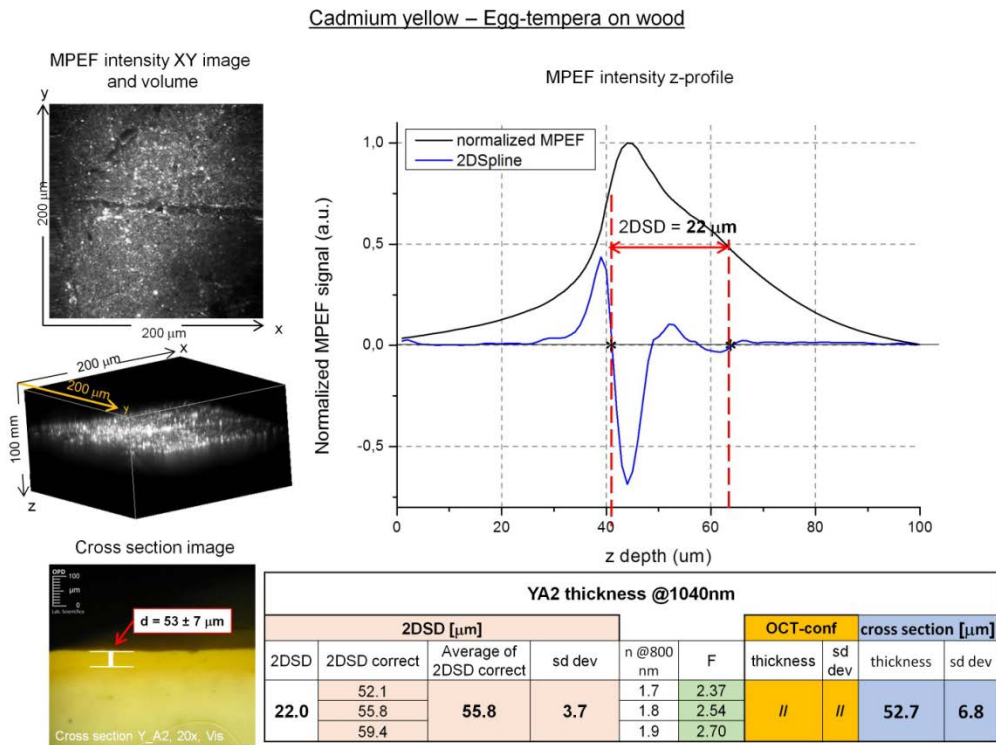 Cadmium yellow – Egg-tempera on wood
MPEF intensity XY image
and volume
y
200 µm
200 µm
x
x
200 µm
200 µm
y
100 mm
z
MPEF intensity z-profile
normalized MPEF
2DSpline
2DSD = 22 µm
Normalized MPEF signal (a.u.)
1,0
0.5
0.0
-0,5
0
20
40
60
80
100
z depth (um)
Cross section image
OPD
100
µm
0
Lab. Scientifico
d = 53 ± 7 µm
Cross section Y_A2, 20x, Vis
YA2 thickness @1040nm
2DSD [µm]
OCT-conf
cross section [µm]
2DSD
2DSD correct
Average of
2DSD correct
sd dev
n @800
nm
F
thickness
sd
dev
thickness
sd dev
22.0
52.1
55.8
59.4
55.8
3.7
1.7
1.8
1.9
2.37
2.54
2.70
//
//
52.7
6.8